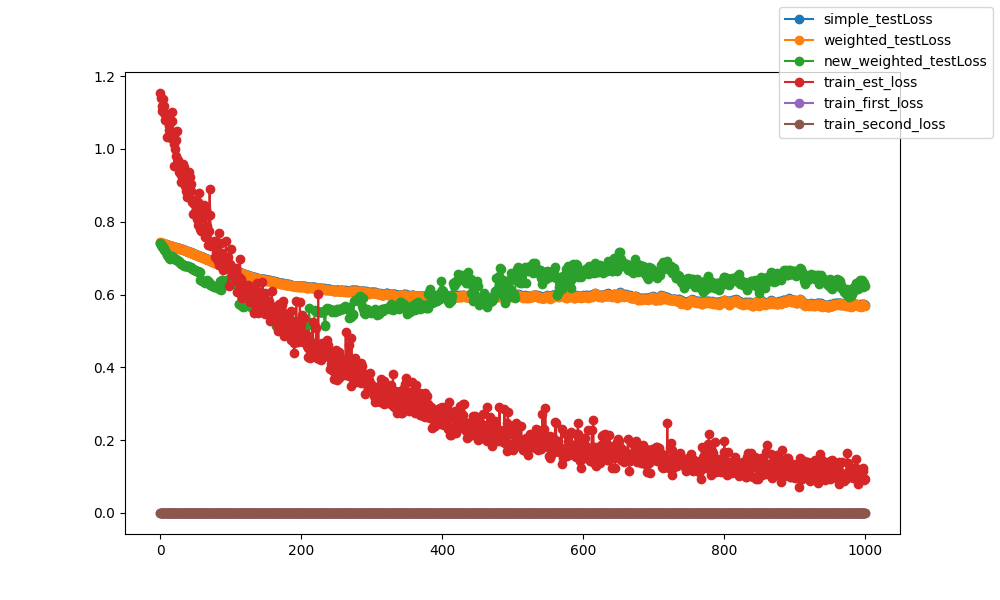 simple_testLoss
weighted_testLoss
new_weighted_testLoss
train_est_loss
train_first_loss
train_second_loss
1.2
1.0
0.8
0.6
0.4
0.2
0.0
0 200 400 600 800 1000